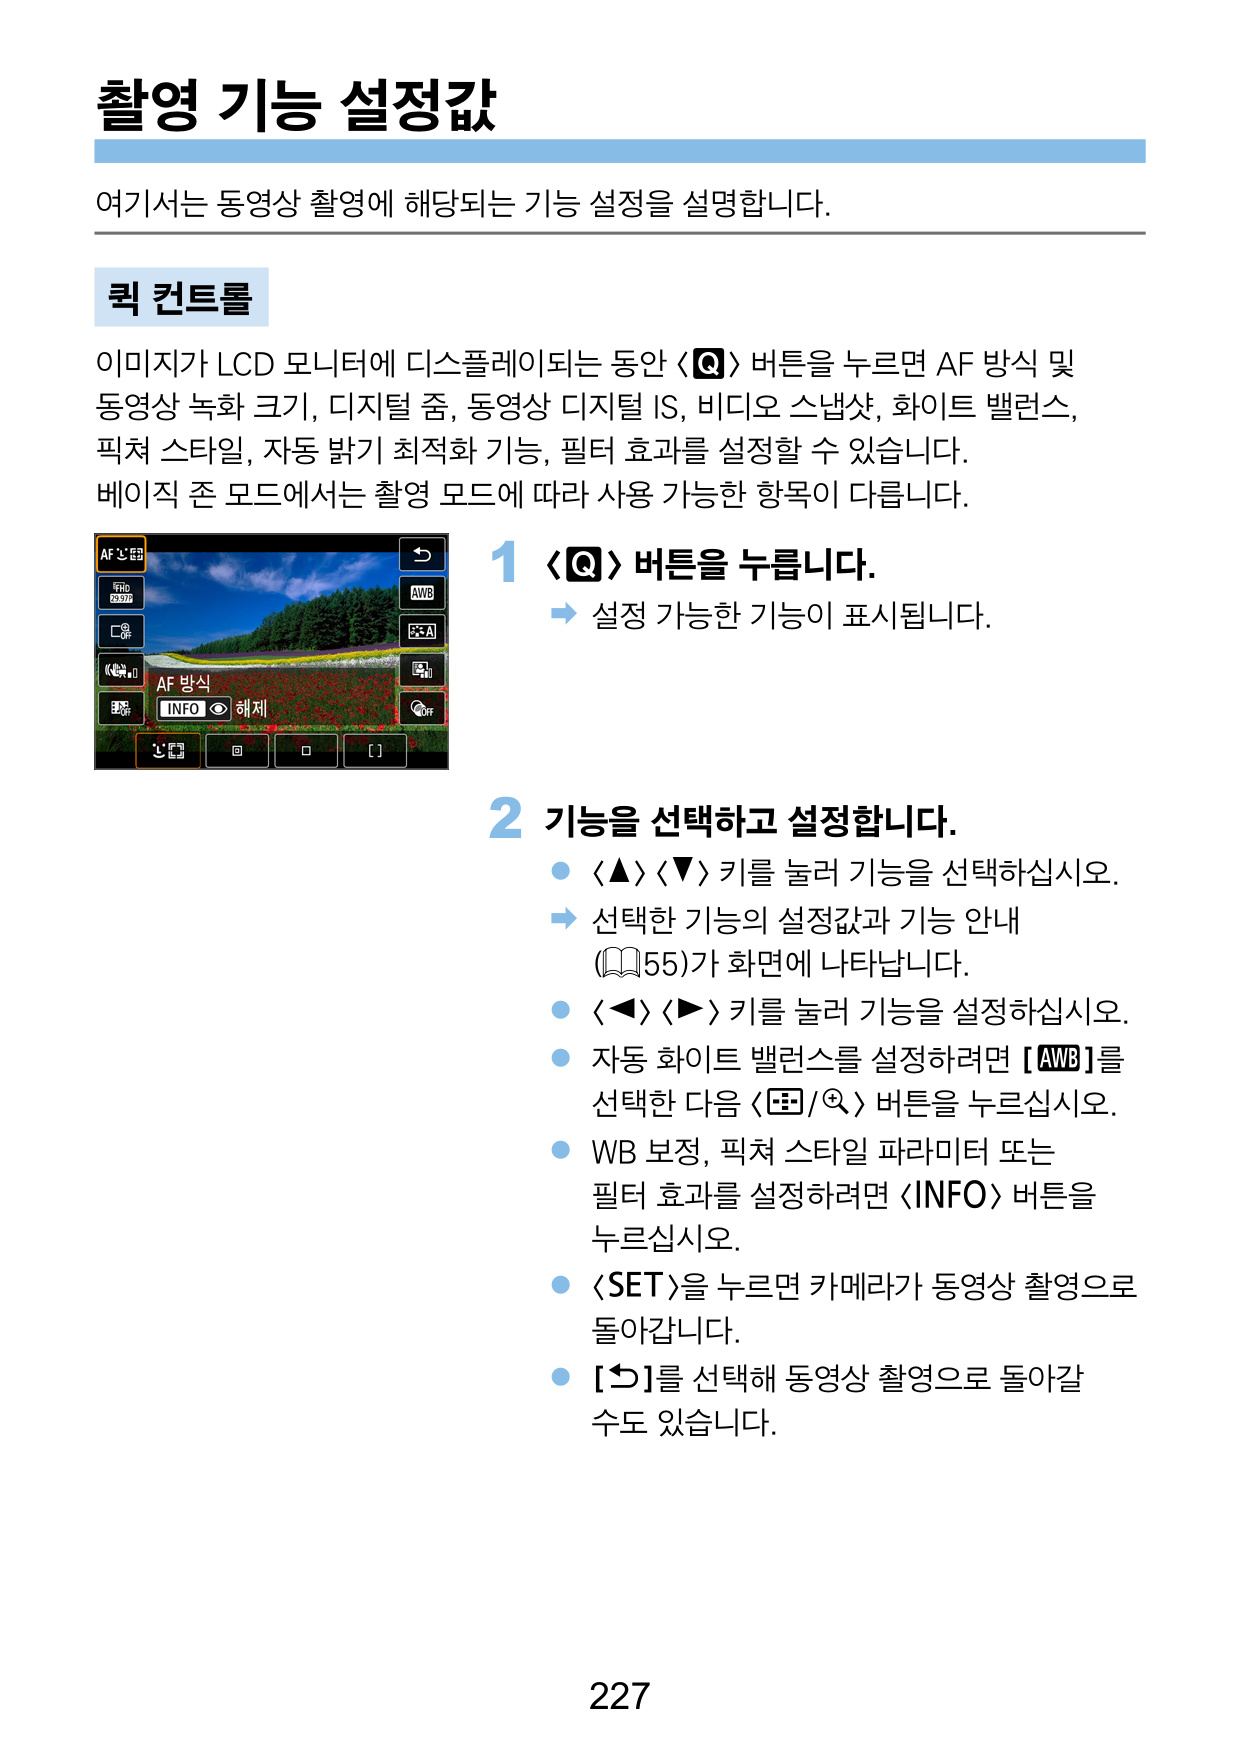 촬영 기능 설정값
여기서는 동영상 촬영에 해당되는 기능 설정을 설명합니다.
퀵 컨트롤
이미지가 LCD 모니터에 디스플레이되는 동안 〈Q〉 버튼을 누르면 AF 방식 및
동영상 녹화 크기, 디지털 줌, 동영상 디지털 IS, 비디오 스냅샷, 화이트 밸런스,
픽쳐 스타일, 자동 밝기 최적화 기능, 필터 효과를 설정할 수 있습니다.
베이직 존 모드에서는 촬영 모드에 따라 사용 가능한 항목이 다릅니다.
AF
FHD
29.97P
AWB
OFF
A
AF 방식
INFO 해제
OFF
OFF
1 〈Q〉 버튼을 누릅니다.
➡ 설정 가능한 기능이 표시됩니다.
2 기능을 선택하고 설정합니다.
● 〈▲〉〈▼〉 키를 눌러 기능을 선택하십시오.
➡ 선택한 기능의 설정값과 기능 안내
(55)가 화면에 나타납니다.
● 〈◀〉〈▶〉 키를 눌러 기능을 설정하십시오.
● 자동 화이트 밸런스를 설정하려면 [AWB]를
선택한 다음 〈/〉 버튼을 누르십시오.
● WB 보정, 픽쳐 스타일 파라미터 또는
필터 효과를 설정하려면 〈INFO〉 버튼을
누르십시오.
● 〈SET〉을 누르면 카메라가 동영상 촬영으로
돌아갑니다.
● [⮌]를 선택해 동영상 촬영으로 돌아갈
수도 있습니다.
227